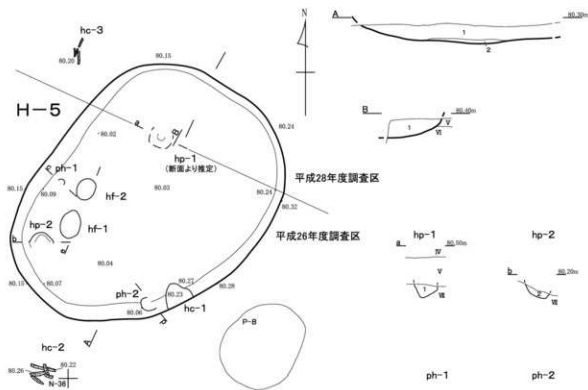 hc-3
80.20
80.15
N
A
80.30m
1
2
H-5
80.02
a
B
80.24
B
80.40m
1
V
VI
hp-1
(断面より推定)
ph-1
平成28年度調査区
80.15
80.09
hf-2
80.03
80.24
80.32
hp-2
hf-1
平成26年度調査区
hp-1
hp-2
b
a
80.50m
IV
80.04
V
b
80.20m
80.15
80.07
80.27
80.28
1
VII
2
VII
ph-2
80.23
80.06
hc-1
A
hc-2
P-8
80.26
80.22
N-36
ph-1
ph-2